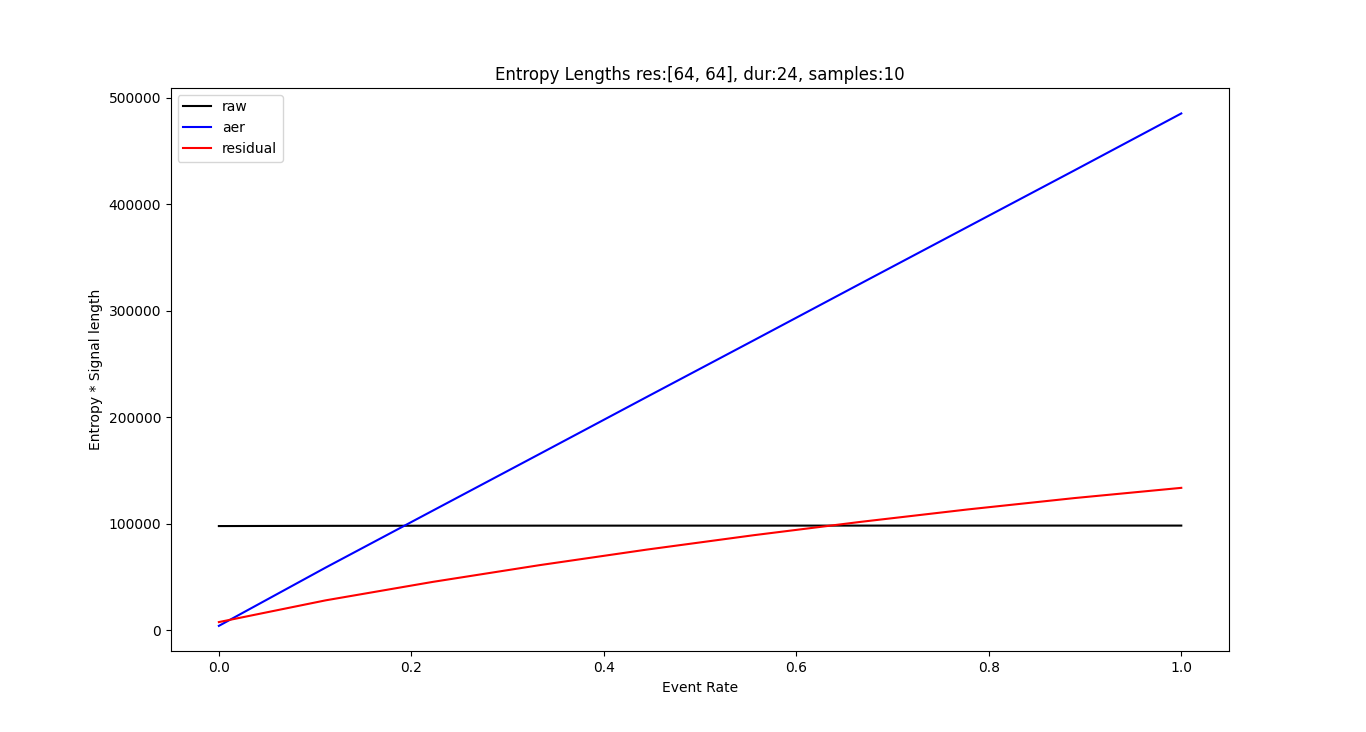 Entropy Lengths res:[64, 64], dur:24, samples:10
raw
aer
residual
500000
400000
300000
200000
100000
0
Entropy * Signal length
0.0 0.2 0.4 0.6 0.8 1.0
Event Rate